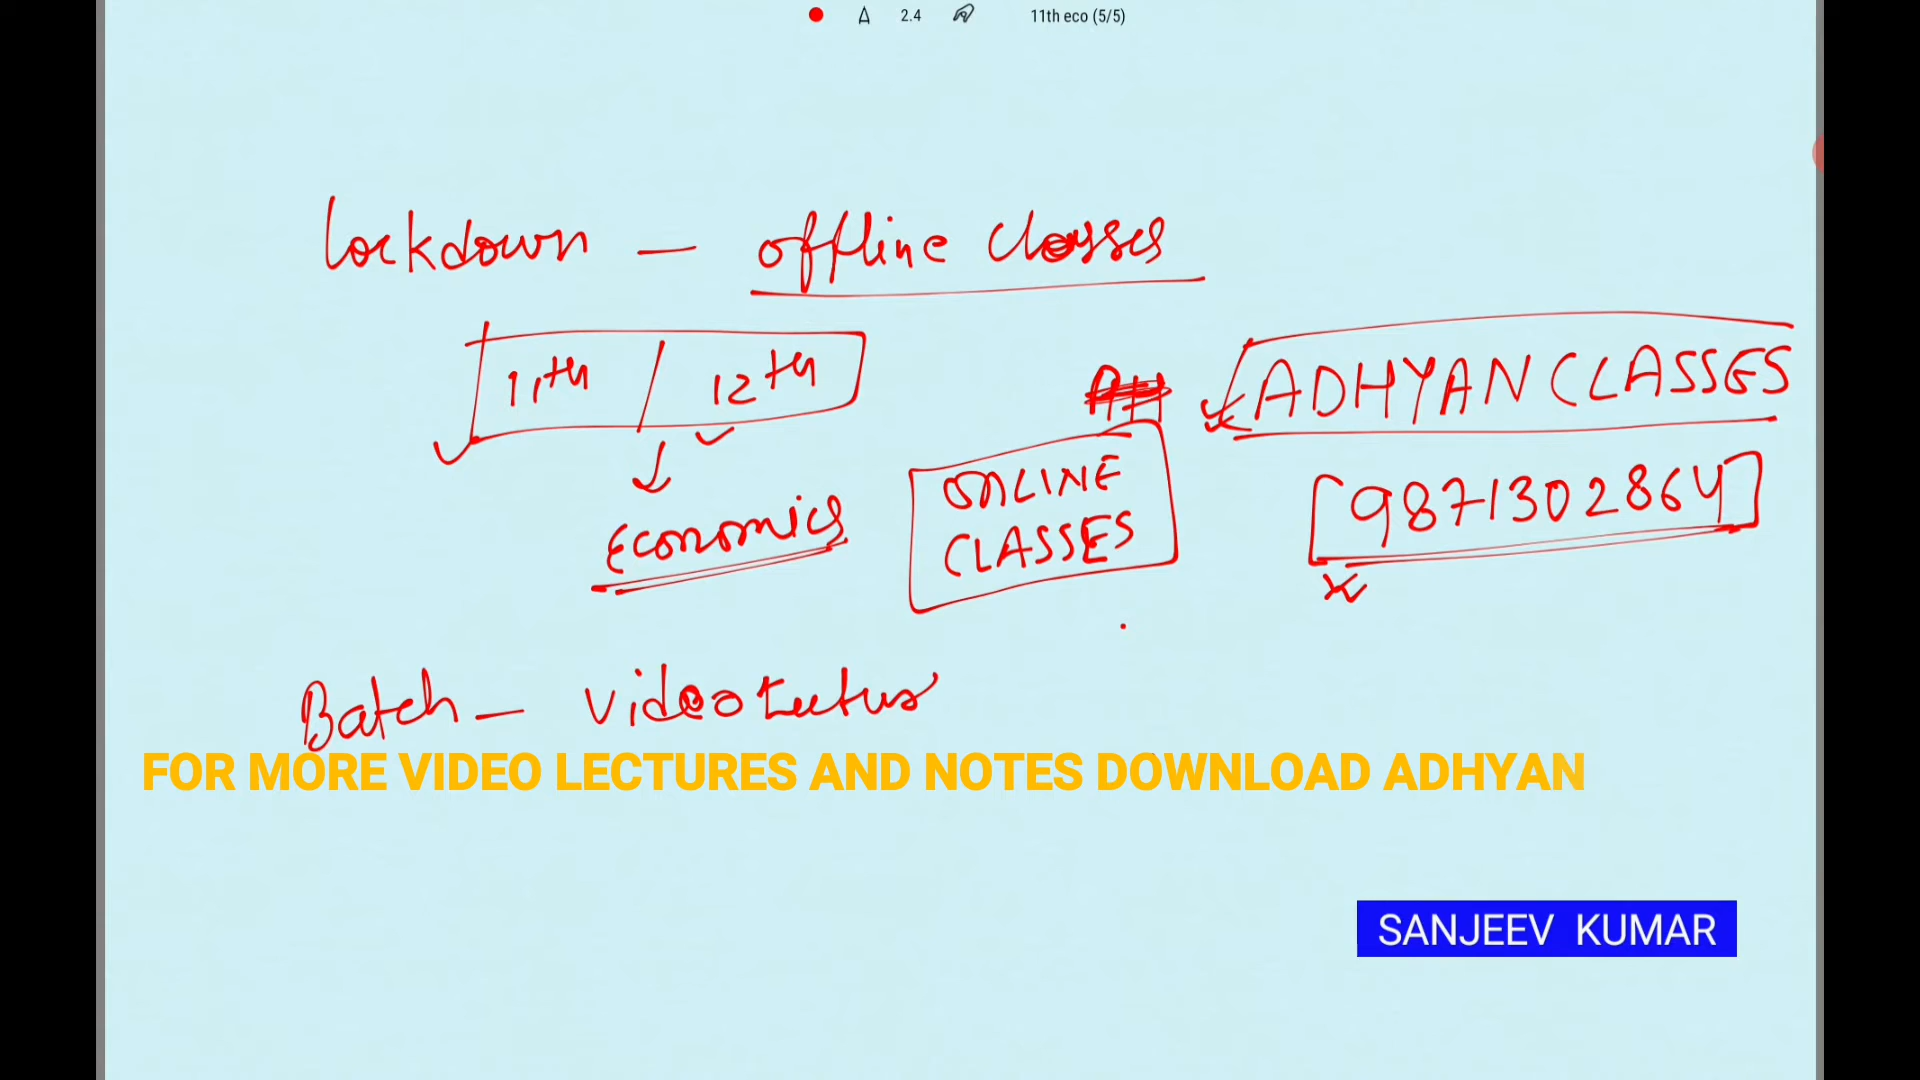 2.4 11th eco (5/5)
Lockdown - offline Classes
11th / 12th
ADHYAN CLASSES
ONLINE
CLASSES
9871302864
Economics
Batch - video
FOR MORE VIDEO LECTURES AND NOTES DOWNLOAD ADHYAN
SANJEEV KUMAR